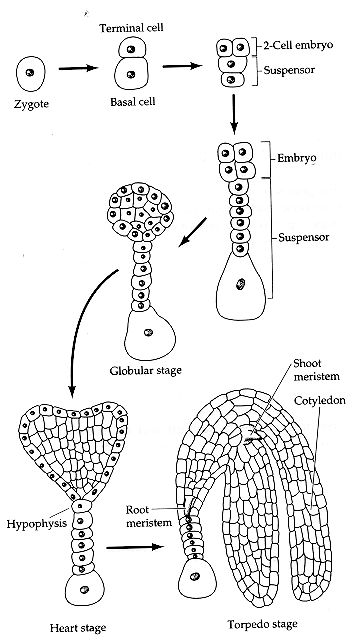 Terminal cell
2-Cell embryo
Suspensor
Zygote
Basal cell
Embryo
Suspensor
Globular stage
Shoot
meristem
Cotyledon
Hypophysis
Root
meristem
Heart stage
Torpedo stage